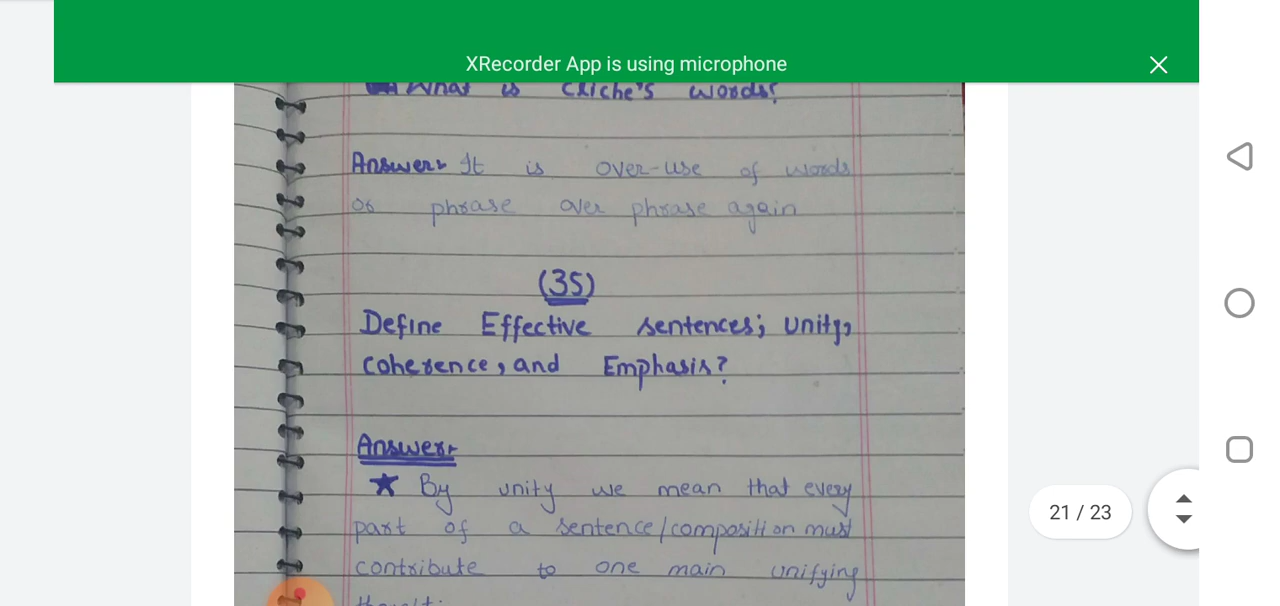 XRecorder App is using microphone
What is Cliche's words?
Answer:- It is over-use of words
or phrase over phrase again
(35)
Define Effective sentences; unity,
coherence, and Emphasis?
Answer:-
★ By unity we mean that every
part of a sentence/composition must
contribute to one main unifying
21 / 23